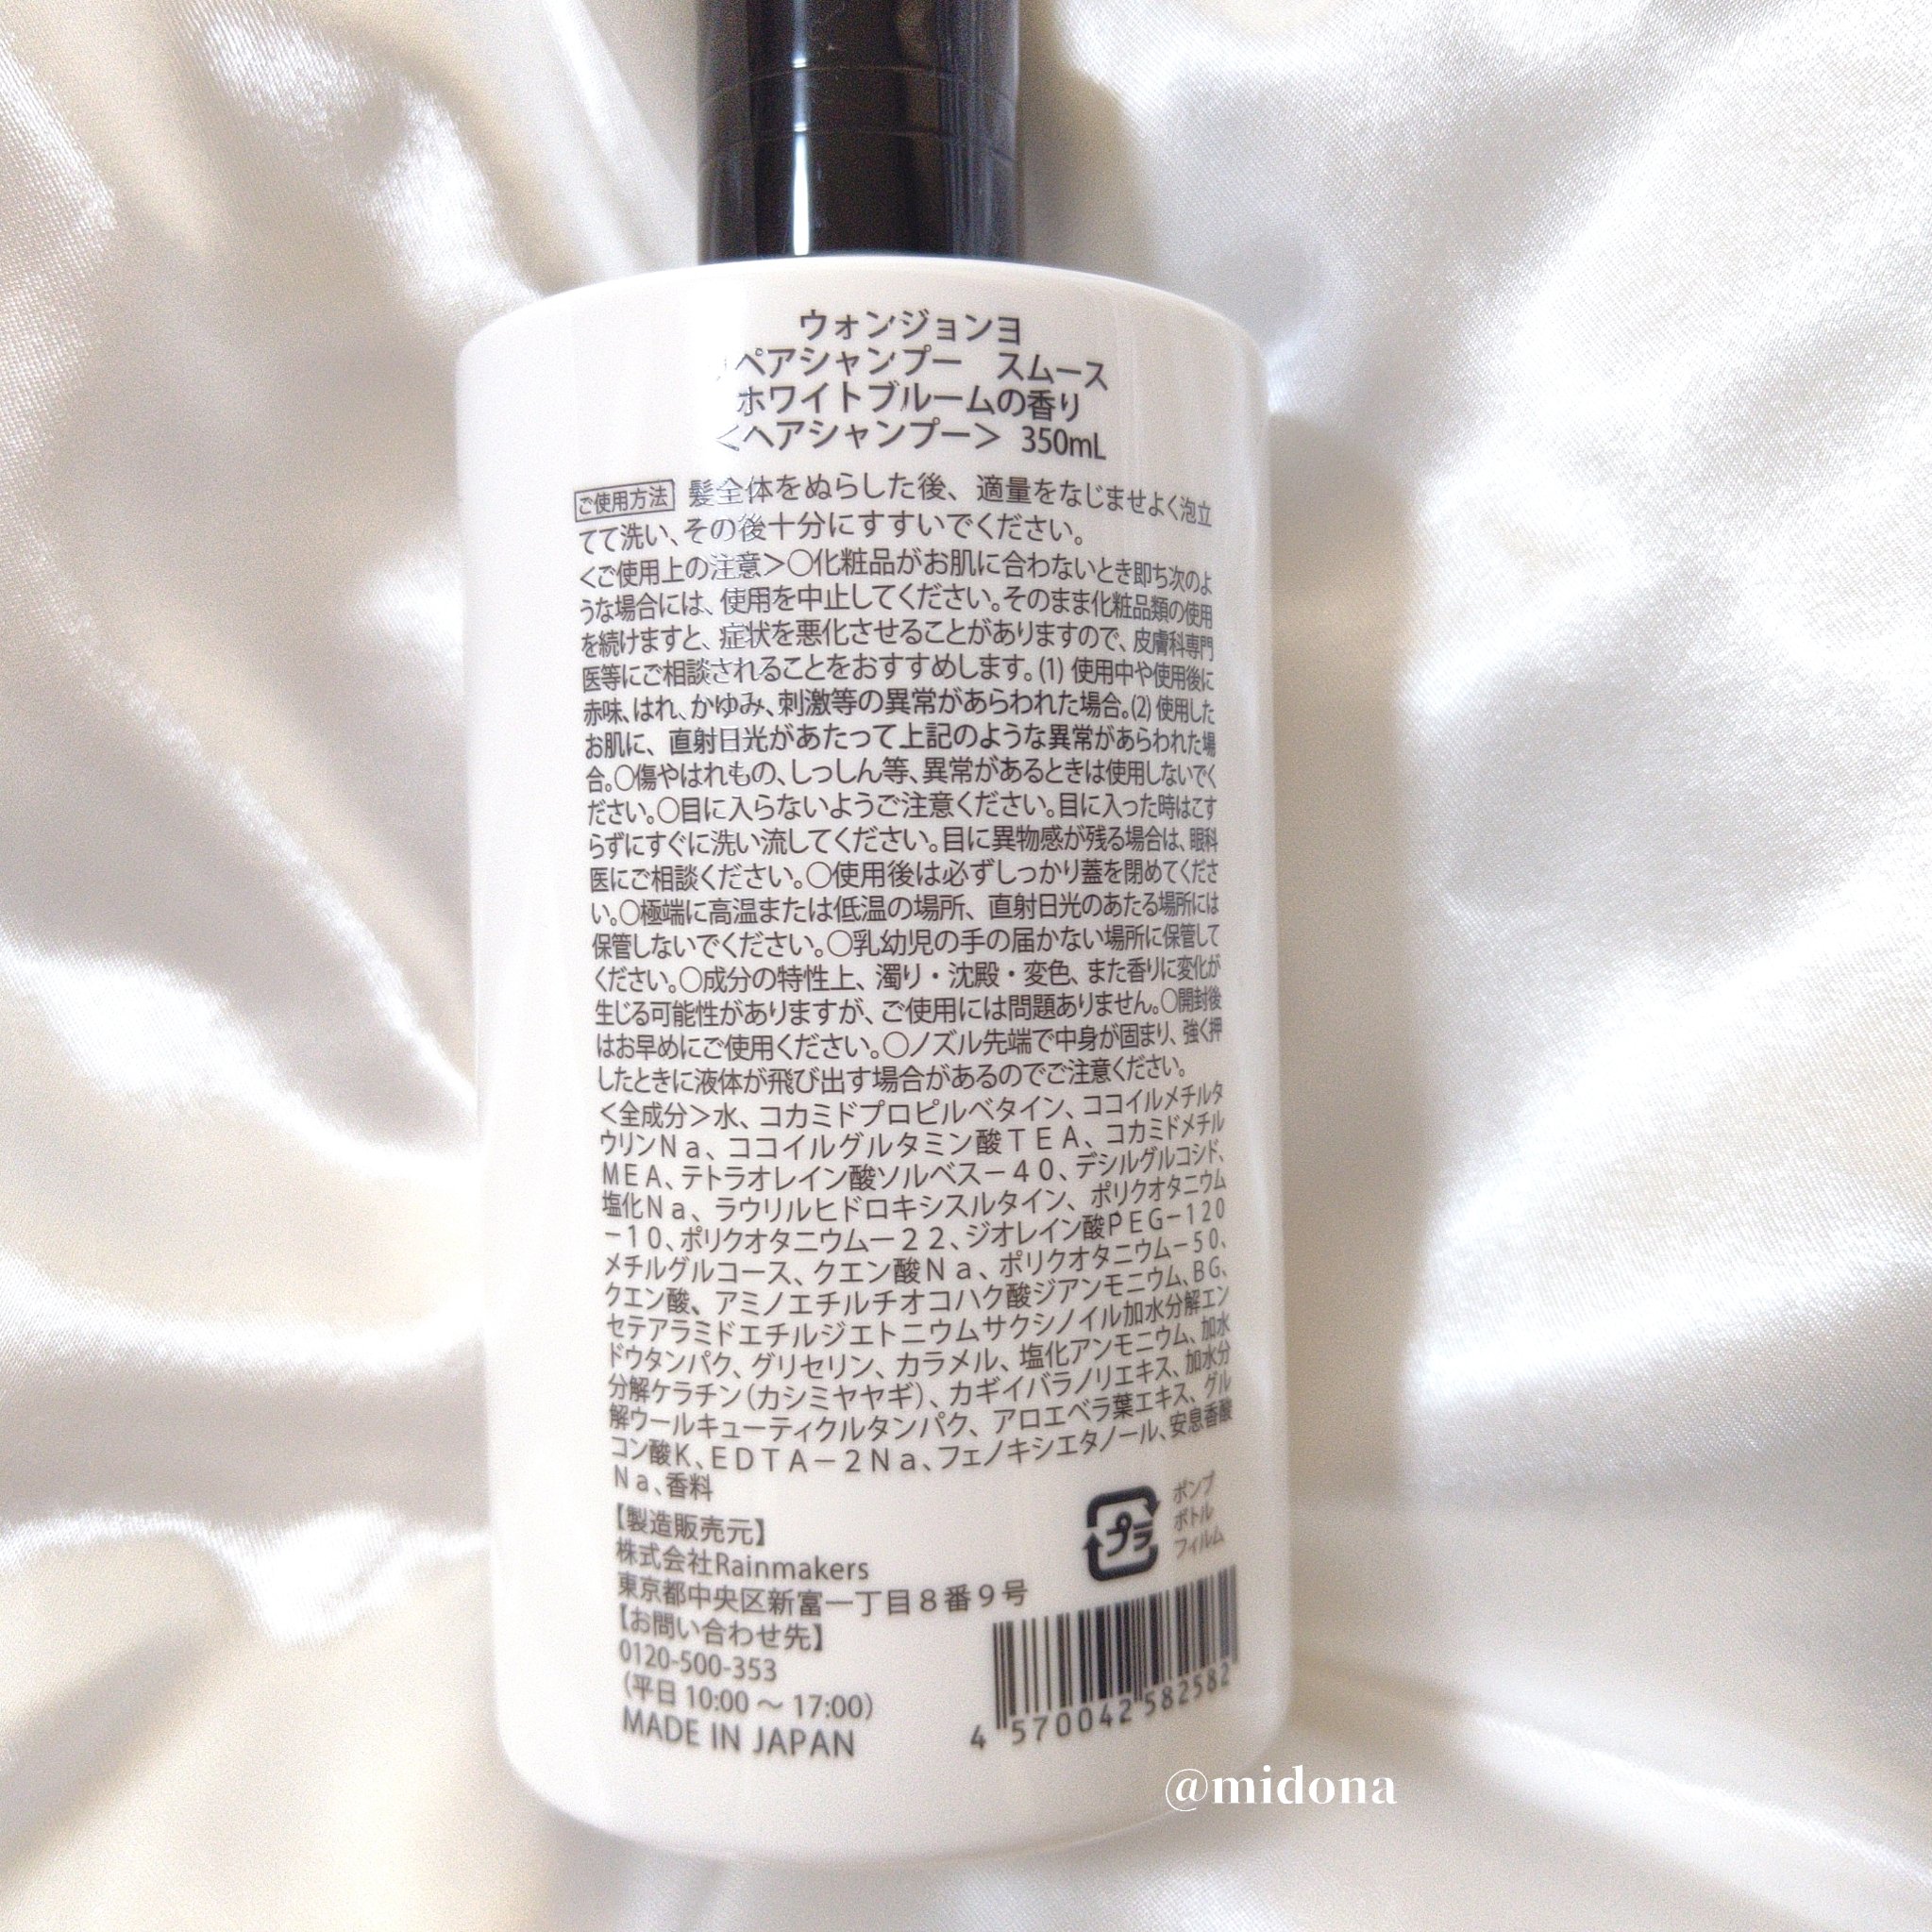 ウォンジョンヨ
リペアシャンプー　スムース
ホワイトブルームの香り
＜ヘアシャンプー＞ 350mL
ご使用方法 髪全体をぬらした後、適量をなじませよく泡立
てて洗い、その後十分にすすいでください。
＜ご使用上の注意＞〇化粧品がお肌に合わないとき即ち次のよ
うな場合には、使用を中止してください。そのまま化粧品類の使用
を続けますと、症状を悪化させることがありますので、皮膚科専門
医等にご相談されることをおすすめします。(1) 使用中や使用後に
赤味、はれ、かゆみ、刺激等の異常があらわれた場合。(2) 使用した
お肌に、直射日光があたって上記のような異常があらわれた場
合。〇傷やはれもの、しっしん等、異常があるときは使用しないでく
ださい。〇目に入らないようご注意ください。目に入った時はこす
らずにすぐに洗い流してください。目に異物感が残る場合は、眼科
医にご相談ください。〇使用後は必ずしっかり蓋を閉めてくださ
い。〇極端に高温または低温の場所、直射日光のあたる場所には
保管しないでください。〇乳幼児の手の届かない場所に保管して
ください。〇成分の特性上、濁り・沈殿・変色、また香りに変化が
生じる可能性がありますが、ご使用には問題ありません。〇開封後
はお早めにご使用ください。〇ノズル先端で中身が固まり、強く押
したときに液体が飛び出す場合があるのでご注意ください。
＜全成分＞水、コカミドプロピルベタイン、ココイルメチルタ
ウリンＮａ、ココイルグルタミン酸ＴＥＡ、コカミドメチル
ＭＥＡ、テトラオレイン酸ソルベス－４０、デシルグルコシド、
塩化Ｎａ、ラウリルヒドロキシスルタイン、ポリクオタニウム
－１０、ポリクオタニウム－２２、ジオレイン酸ＰＥＧ－１２０
メチルグルコース、クエン酸Ｎａ、ポリクオタニウム－５０、
クエン酸、アミノエチルチオコハク酸ジアンモニウム、ＢＧ、
セテアラミドエチルジエトニウムサクシノイル加水分解エン
ドウタンパク、グリセリン、カラメル、塩化アンモニウム、加水
分解ケラチン（カシミヤヤギ）、カギイバラノリエキス、加水分
解ウールキューティクルタンパク、アロエベラ葉エキス、グル
コン酸Ｋ、ＥＤＴＡ－２Ｎａ、フェノキシエタノール、安息香酸
Ｎａ、香料
【製造販売元】
株式会社Rainmakers
東京都中央区新富一丁目８番９号
【お問い合わせ先】
0120-500-353
（平日 10:00 ～ 17:00）
MADE IN JAPAN
プラ
ポンプ
ボトル
フィルム
4 570042 582582
@midona